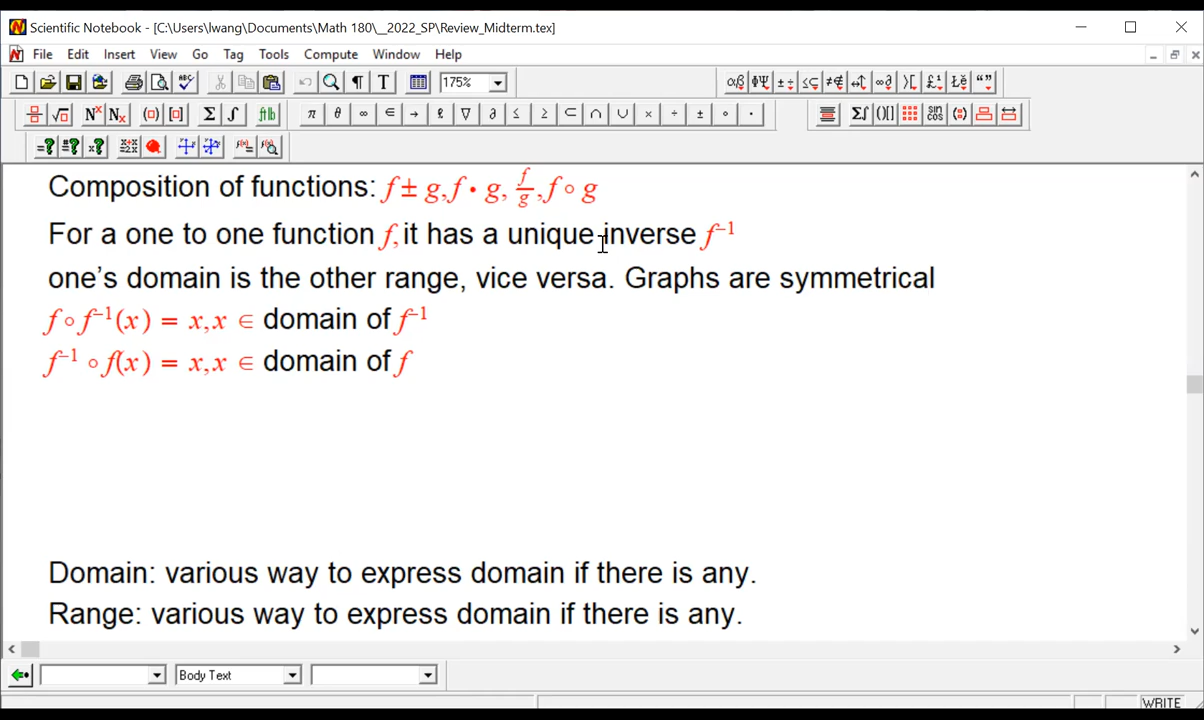 Scientific Notebook - [C:\Users\lwang\Documents\Math 180\__2022_SP\Review_Midterm.tex]
File Edit Insert View Go Tag Tools Compute Window Help
175%
π θ ∞ ∈ → ℓ ∇ ∂ ≤ ≥ ⊂ ∩ ∪ × ÷ ± ∘ ·
Composition of functions: f ± g, f • g, f/g, f ∘ g
For a one to one function f, it has a unique inverse f⁻¹
one's domain is the other range, vice versa. Graphs are symmetrical
f ∘ f⁻¹(x) = x, x ∈ domain of f⁻¹
f⁻¹ ∘ f(x) = x, x ∈ domain of f
Domain: various way to express domain if there is any.
Range: various way to express domain if there is any.
Body Text
WRITE